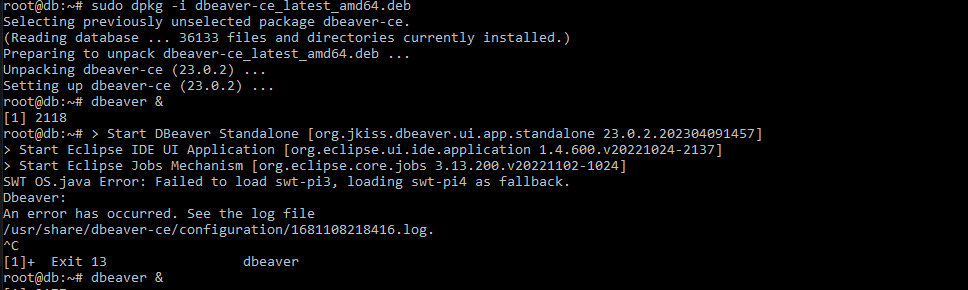 root@db:~# sudo dpkg -i dbeaver-ce_latest_amd64.deb
Selecting previously unselected package dbeaver-ce.
(Reading database ... 36133 files and directories currently installed.)
Preparing to unpack dbeaver-ce_latest_amd64.deb ...
Unpacking dbeaver-ce (23.0.2) ...
Setting up dbeaver-ce (23.0.2) ...
root@db:~# dbeaver &
[1] 2118
root@db:~# > Start DBeaver Standalone [org.jkiss.dbeaver.ui.app.standalone 23.0.2.202304091457]
> Start Eclipse IDE UI Application [org.eclipse.ui.ide.application 1.4.600.v20221024-2137]
> Start Eclipse Jobs Mechanism [org.eclipse.core.jobs 3.13.200.v20221102-1024]
SWT OS.java Error: Failed to load swt-pi3, loading swt-pi4 as fallback.
Dbeaver:
An error has occurred. See the log file
/usr/share/dbeaver-ce/configuration/1681108218416.log.
^C
[1]+  Exit 13                 dbeaver
root@db:~# dbeaver &